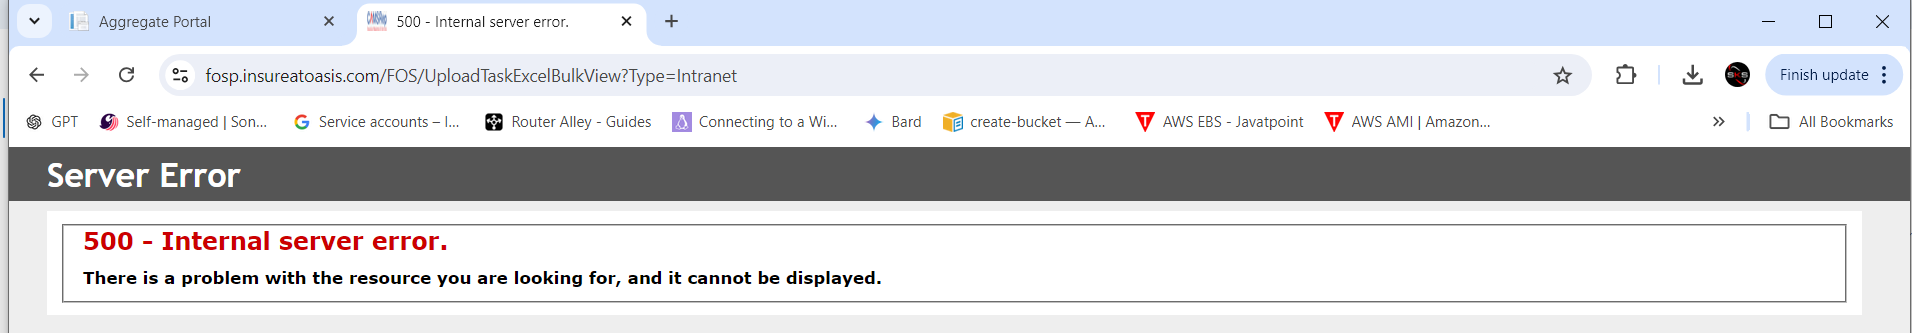 Aggregate Portal
500 - Internal server error.
fosp.insureatoasis.com/FOS/UploadTaskExcelBulkView?Type=Intranet
SKS
Finish update
GPT
Self-managed | Son...
Service accounts – I...
Router Alley - Guides
Connecting to a Wi...
Bard
create-bucket — A...
AWS EBS - Javatpoint
AWS AMI | Amazon...
All Bookmarks
Server Error
500 - Internal server error.
There is a problem with the resource you are looking for, and it cannot be displayed.